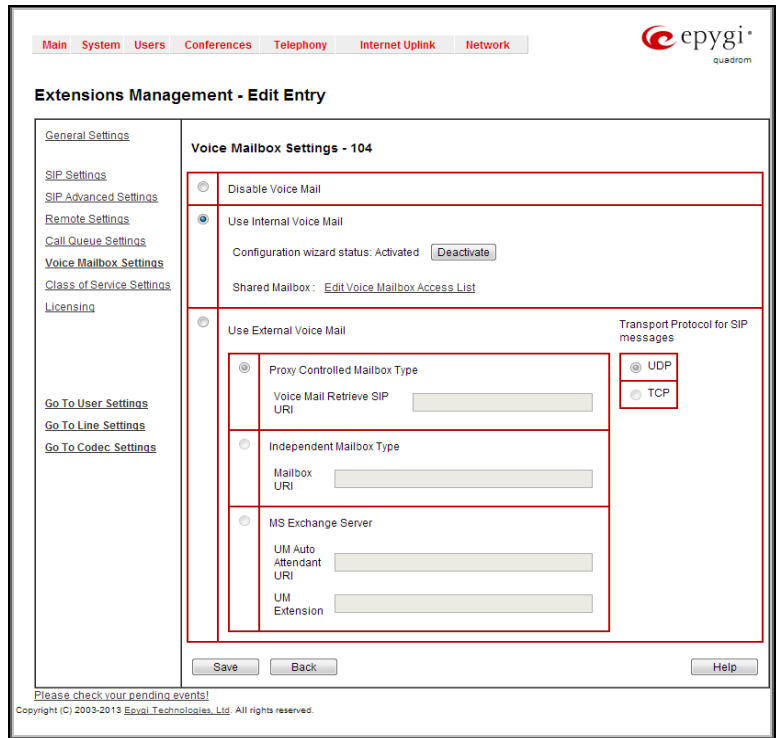 Main System Users Conferences Telephony Internet Uplink Network
epygi
quadrom
Extensions Management - Edit Entry
General Settings
SIP Settings
SIP Advanced Settings
Remote Settings
Call Queue Settings
Voice Mailbox Settings
Class of Service Settings
Licensing
Go To User Settings
Go To Line Settings
Go To Codec Settings
Voice Mailbox Settings - 104
Disable Voice Mail
Use Internal Voice Mail
Configuration wizard status: Activated Deactivate
Shared Mailbox : Edit Voice Mailbox Access List
Use External Voice Mail
Transport Protocol for SIP
messages
UDP
TCP
Proxy Controlled Mailbox Type
Voice Mail Retrieve SIP
URI
Independent Mailbox Type
Mailbox
URI
MS Exchange Server
UM Auto
Attendant
URI
UM
Extension
Save Back Help
Please check your pending events!
Copyright (C) 2003-2013 Epygi Technologies, Ltd. All rights reserved.